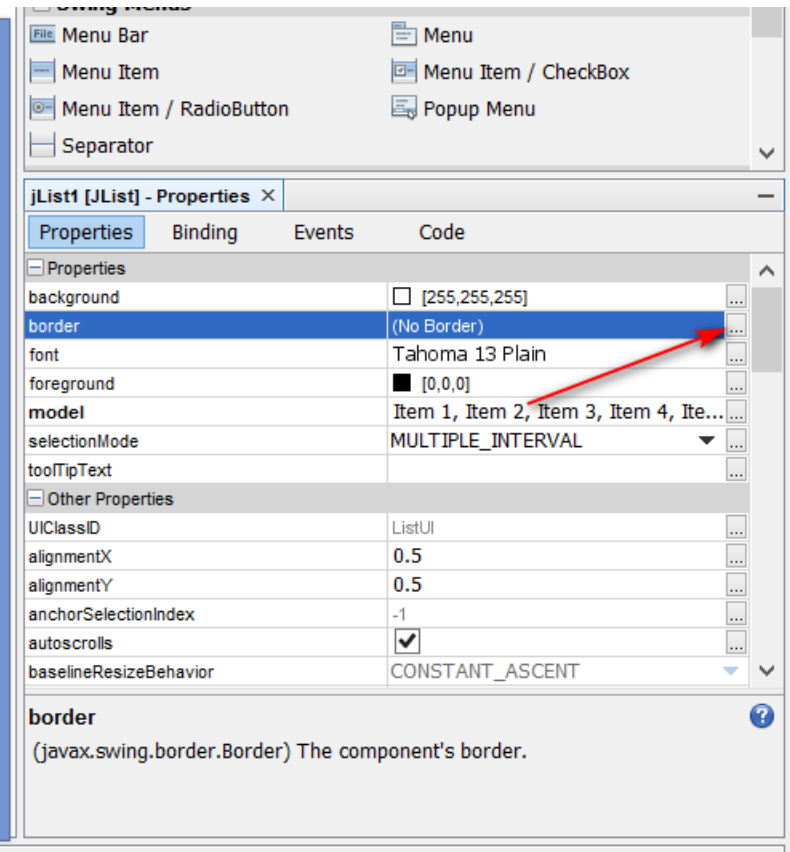 Swing Menus
File Menu Bar
Menu
Menu Item
Menu Item / CheckBox
Menu Item / RadioButton
Popup Menu
Separator
jList1 [JList] - Properties ×
Properties Binding Events Code
Properties
background [255,255,255] ...
border (No Border) ...
font Tahoma 13 Plain ...
foreground [0,0,0] ...
model Item 1, Item 2, Item 3, Item 4, Ite... ...
selectionMode MULTIPLE_INTERVAL ...
toolTipText ...
Other Properties
UIClassID ListUI ...
alignmentX 0.5 ...
alignmentY 0.5 ...
anchorSelectionIndex -1 ...
autoscrolls ...
baselineResizeBehavior CONSTANT_ASCENT
border ?
(javax.swing.border.Border) The component's border.